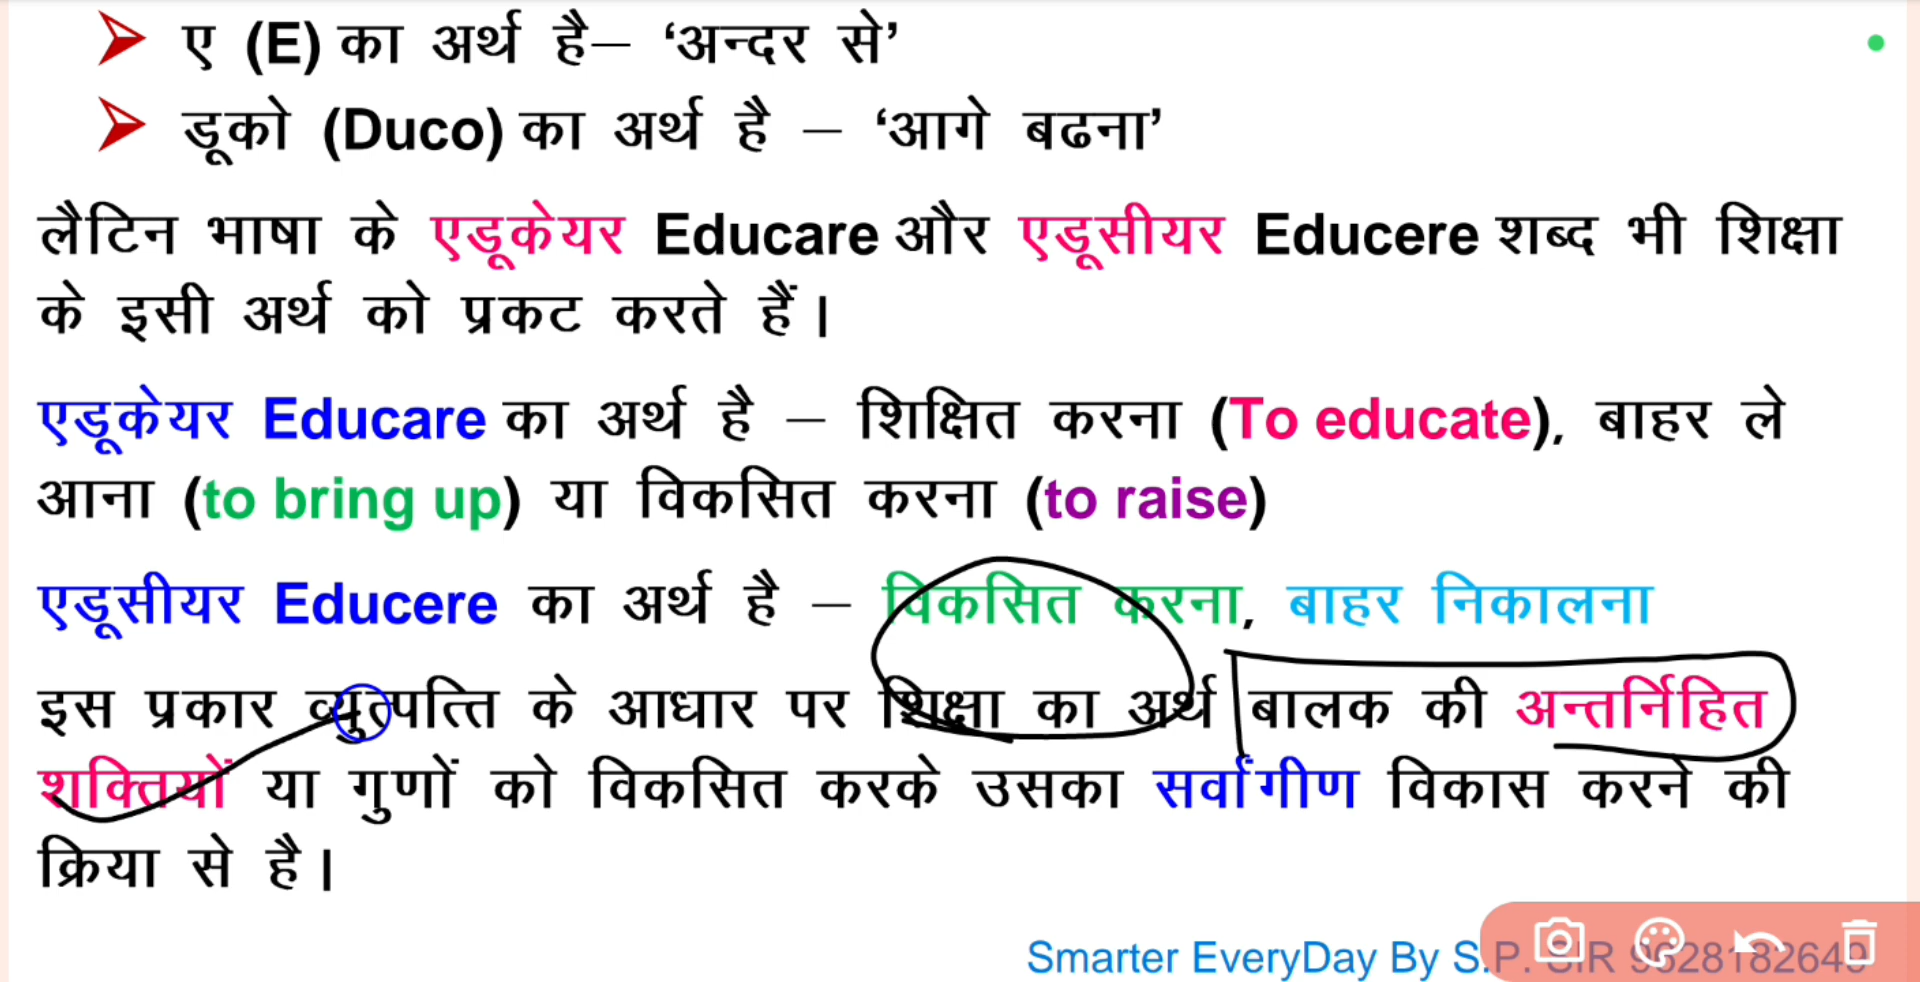 ए (E) का अर्थ है– ‘अन्दर से’
डूको (Duco) का अर्थ है – ‘आगे बढना’
लैटिन भाषा के एडूकेयर Educare और एडूसीयर Educere शब्द भी शिक्षा
के इसी अर्थ को प्रकट करते हैं।
एडूकेयर Educare का अर्थ है – शिक्षित करना (To educate), बाहर ले
आना (to bring up) या विकसित करना (to raise)
एडूसीयर Educere का अर्थ है – विकसित करना, बाहर निकालना
इस प्रकार व्युत्पत्ति के आधार पर शिक्षा का अर्थ बालक की अन्तर्निहित
शक्तियों या गुणों को विकसित करके उसका सर्वांगीण विकास करने की
क्रिया से है।
Smarter EveryDay By S.P. SIR 9628182640